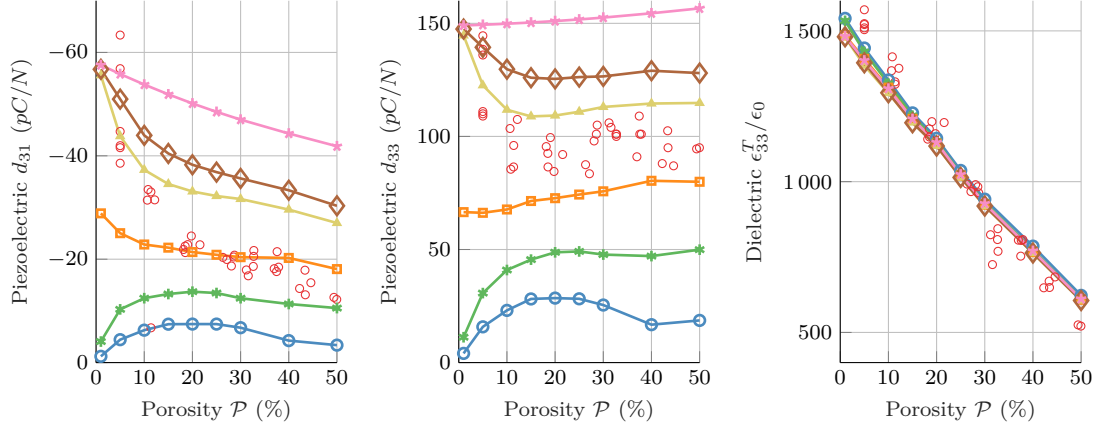 Piezoelectric d31 (pC/N)
−60
−40
−20
0
0 10 20 30 40 50
Porosity P (%)
Piezoelectric d33 (pC/N)
150
100
50
0
0 10 20 30 40 50
Porosity P (%)
Dielectric ϵ^T_33/ϵ0
1 500
1 000
500
0 10 20 30 40 50
Porosity P (%)